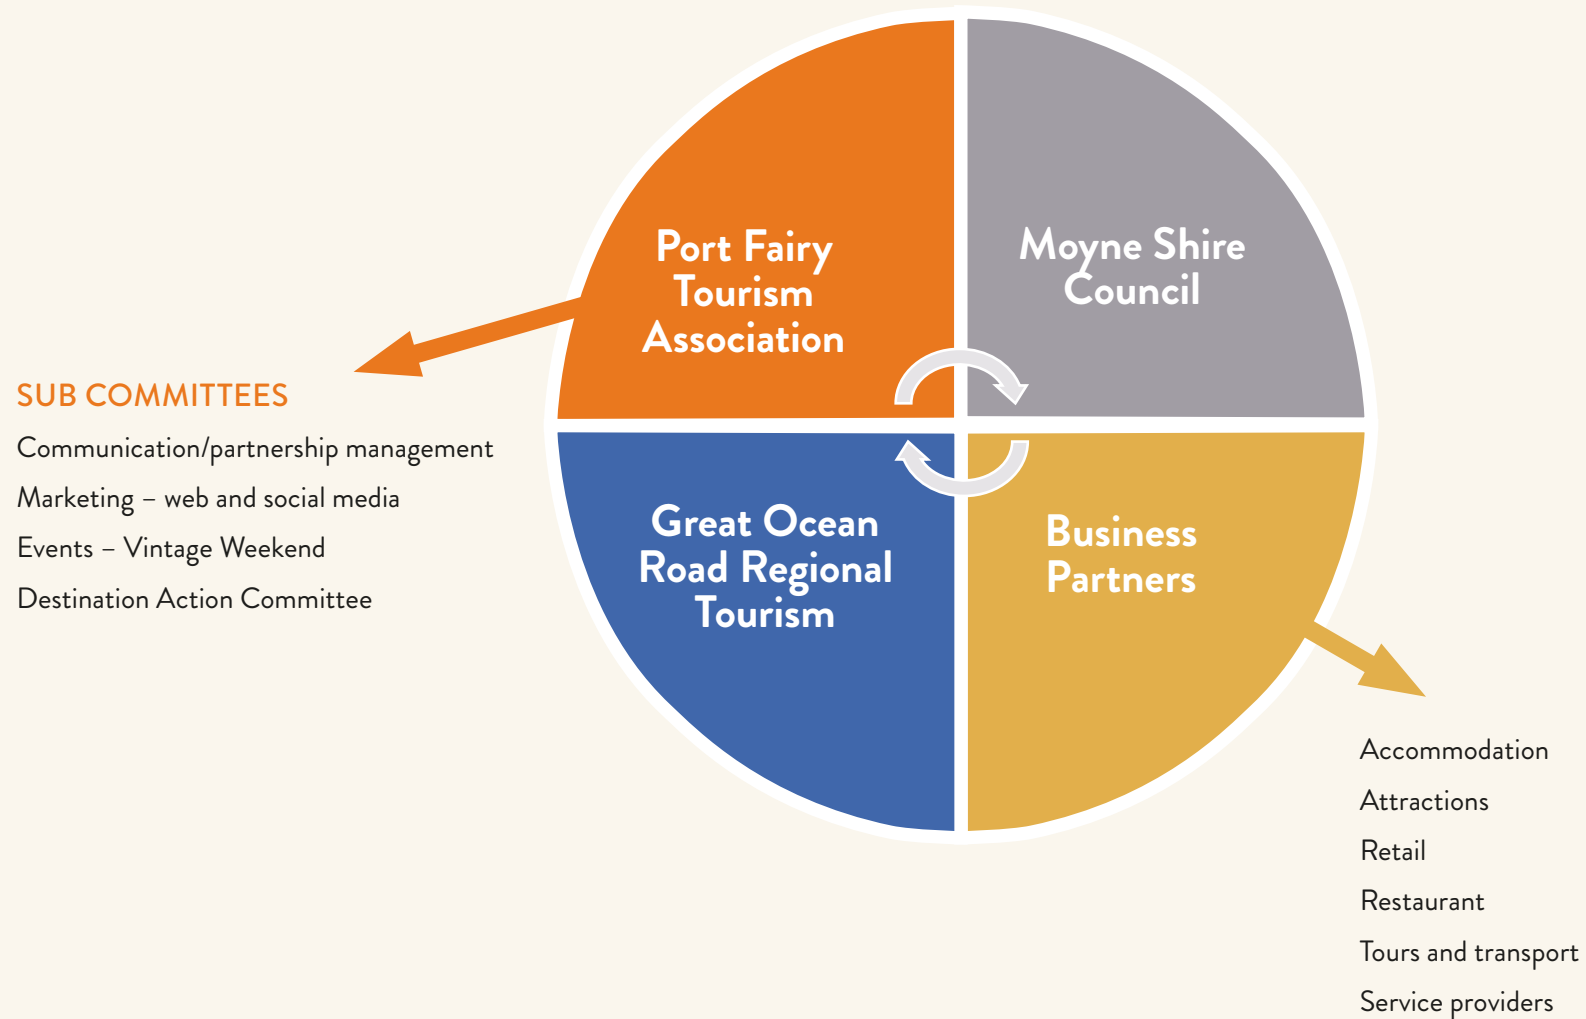 Port Fairy
Tourism
Association
Moyne Shire
Council
SUB COMMITTEES
Communication/partnership management
Marketing – web and social media
Events – Vintage Weekend
Destination Action Committee
Great Ocean
Road Regional
Tourism
Business
Partners
Accommodation
Attractions
Retail
Restaurant
Tours and transport
Service providers